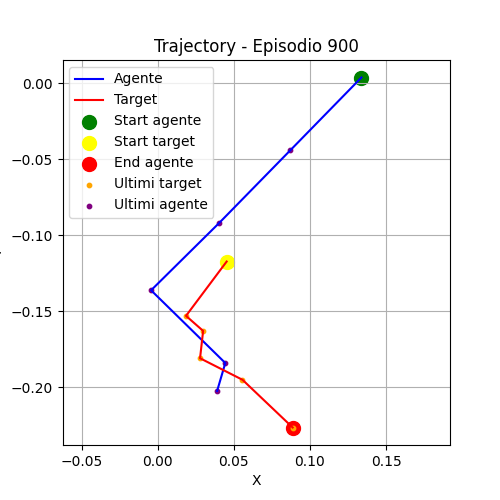 Trajectory - Episodio 900
Agente
Target
Start agente
Start target
End agente
Ultimi target
Ultimi agente
0.00
−0.05
−0.10
−0.15
−0.20
−0.05
0.00
0.05
0.10
0.15
X